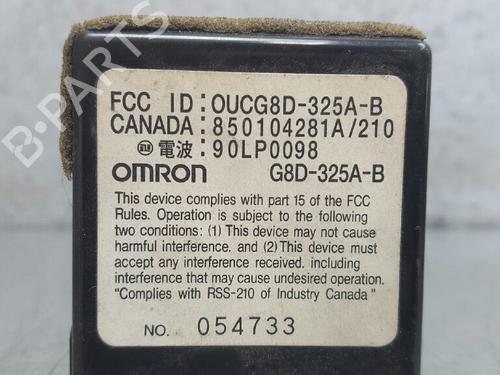 FCC ID:OUCG8D-325A-B
CANADA:850104281A/210
電波:90LP0098
OMRON G8D-325A-B
This device complies with part 15 of the FCC
Rules. Operation is subject to the following
two conditions: (1) This device may not cause
harmful interference. and (2) This device must
accept any interference received. including
interference that may cause undesired operation.
"Complies with RSS-210 of Industry Canada"
NO. 054733
B-PARTS